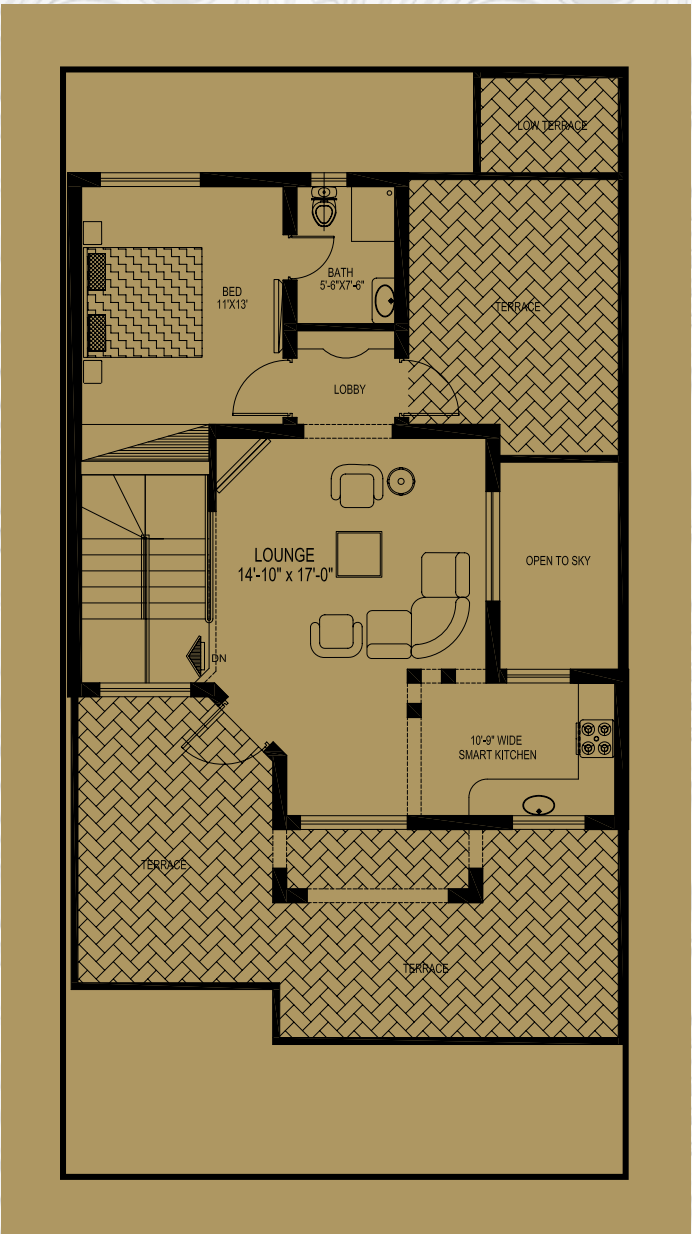 LOW TERRACE
BED
11'X13'
BATH
5'-6"X7'-6"
TERRACE
LOBBY
LOUNGE
14'-10" x 17'-0"
OPEN TO SKY
DN
10'-9" WIDE
SMART KITCHEN
TERRACE
TERRACE